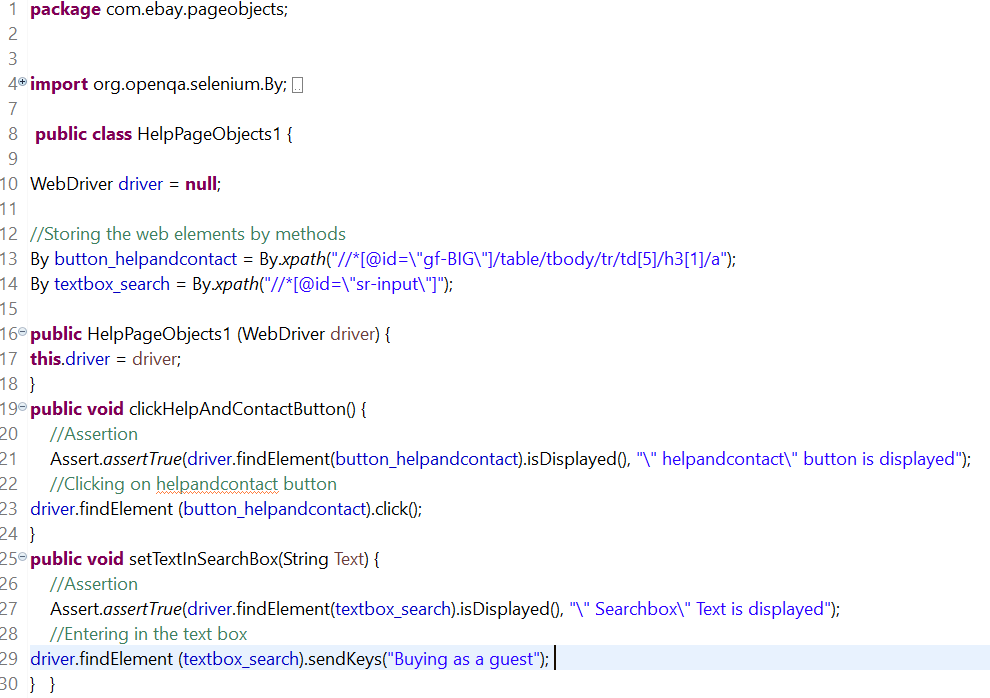 1 package com.ebay.pageobjects;
2
3
4 import org.openqa.selenium.By;
7
8 public class HelpPageObjects1 {
9
10 WebDriver driver = null;
11
12 //Storing the web elements by methods
13 By button_helpandcontact = By.xpath("//*[@id=\"gf-BIG\"]/table/tbody/tr/td[5]/h3[1]/a");
14 By textbox_search = By.xpath("//*[@id=\"sr-input\"]");
15
16 public HelpPageObjects1 (WebDriver driver) {
17 this.driver = driver;
18 }
19 public void clickHelpAndContactButton() {
20 //Assertion
21 Assert.assertTrue(driver.findElement(button_helpandcontact).isDisplayed(), "\" helpandcontact\" button is displayed");
22 //Clicking on helpandcontact button
23 driver.findElement (button_helpandcontact).click();
24 }
25 public void setTextInSearchBox(String Text) {
26 //Assertion
27 Assert.assertTrue(driver.findElement(textbox_search).isDisplayed(), "\" Searchbox\" Text is displayed");
28 //Entering in the text box
29 driver.findElement (textbox_search).sendKeys("Buying as a guest");
30 } }